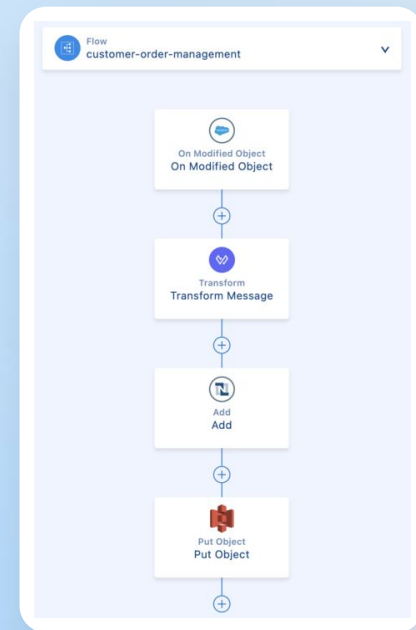 Flow
customer-order-management
On Modified Object
On Modified Object
Transform
Transform Message
Add
Add
Put Object
Put Object